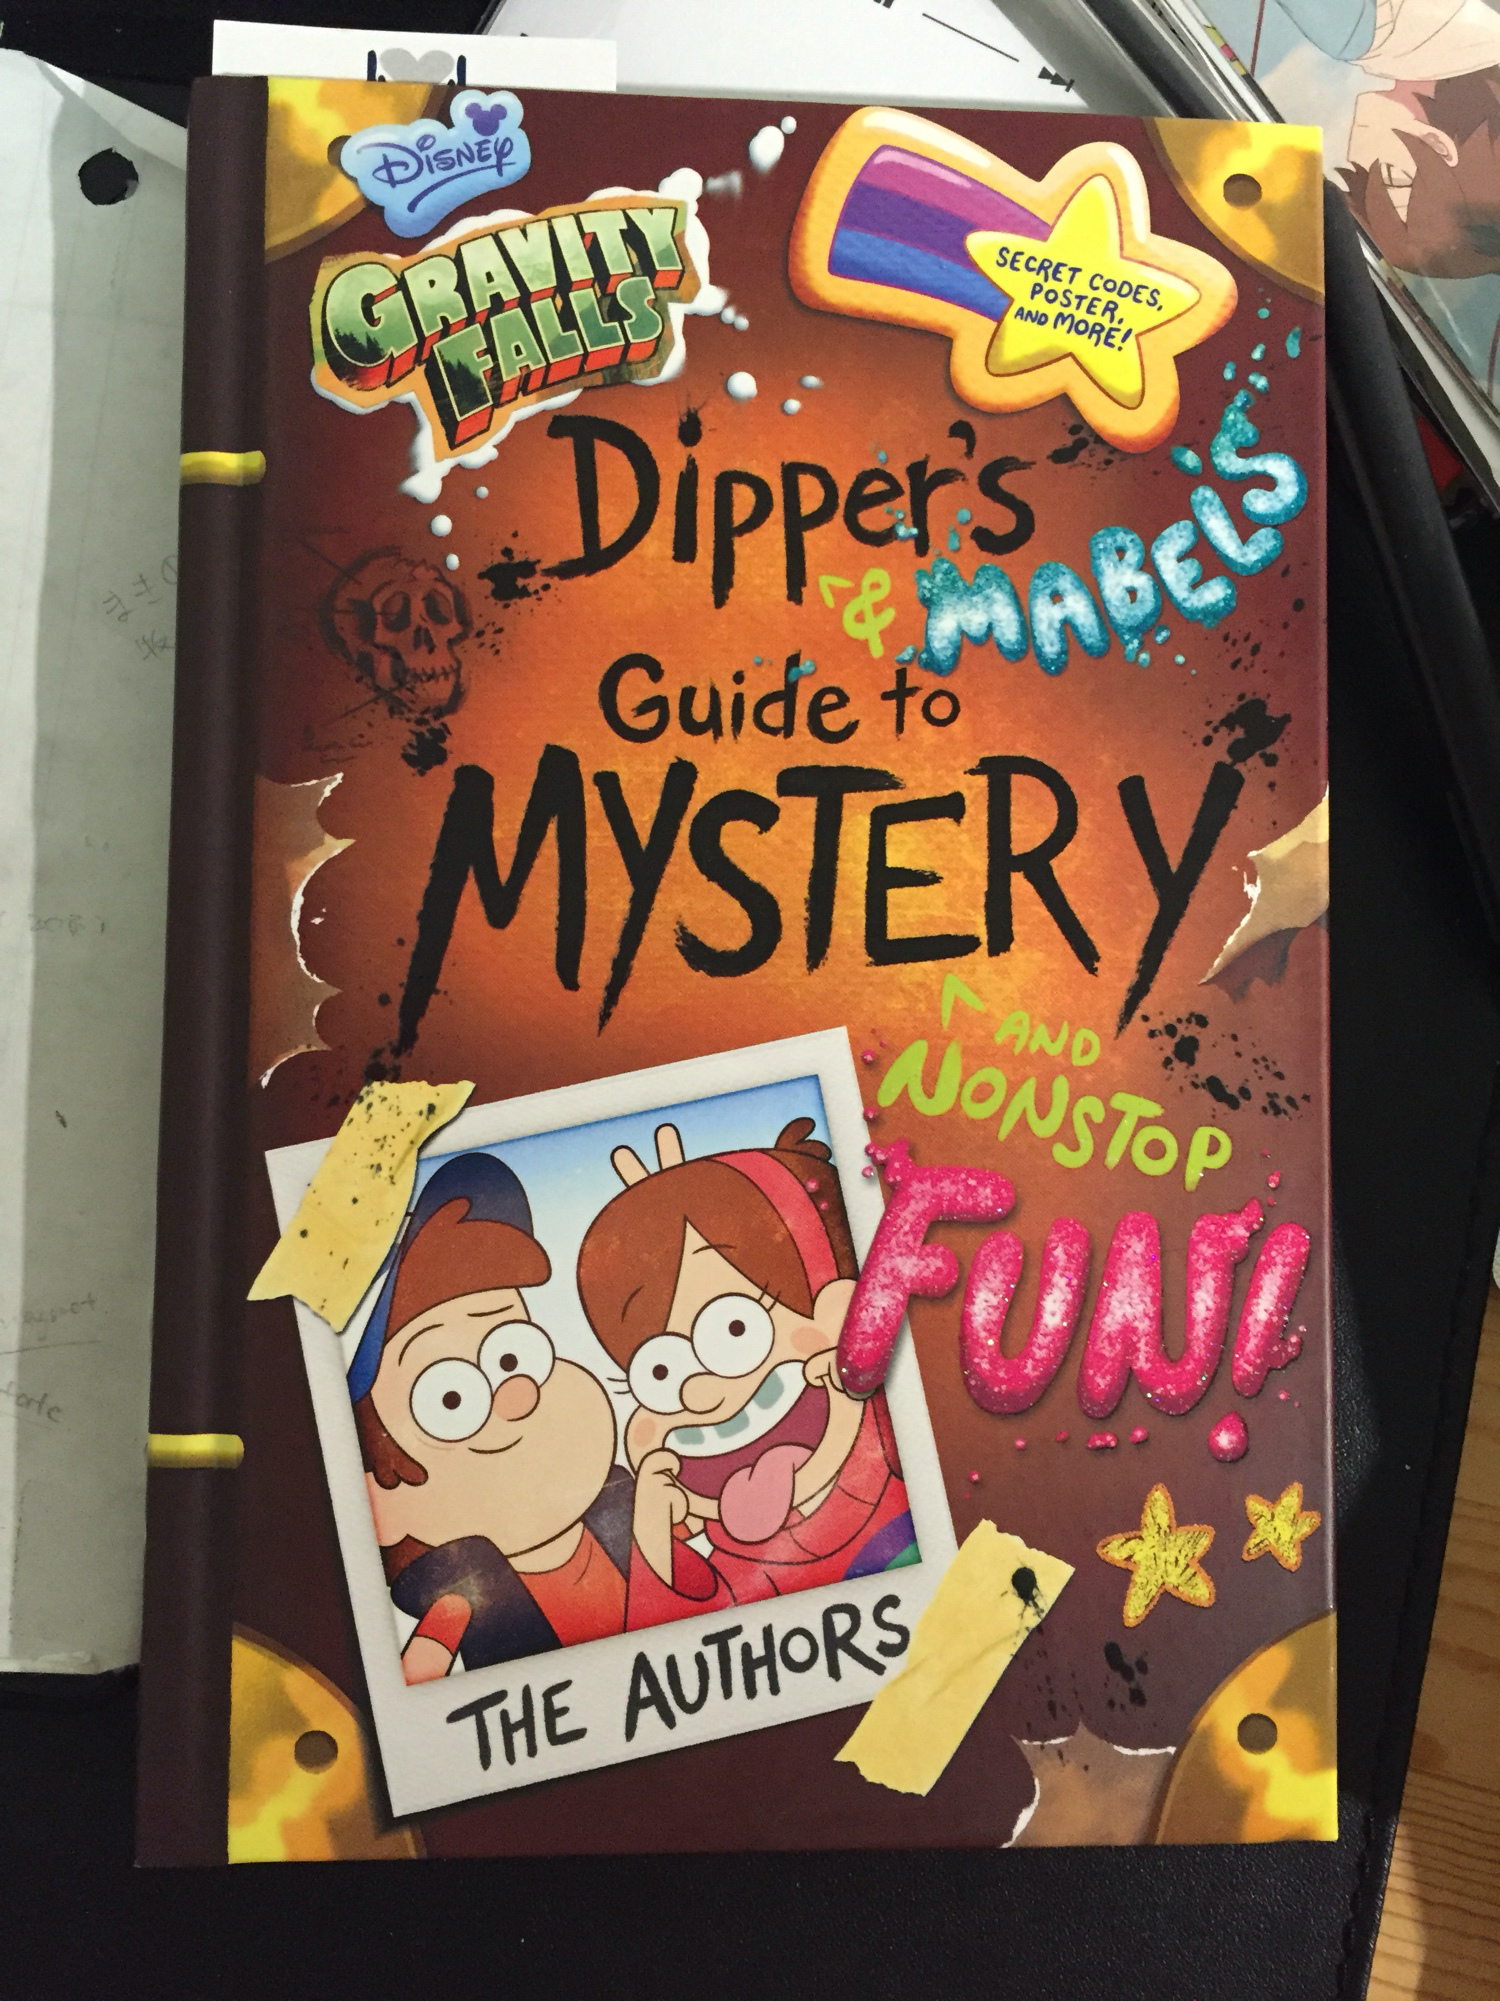 Disney
GRAVITY
FALLS
SECRET CODES,
POSTER,
AND MORE!
Dipper's
& MABEL'S
Guide to
MYSTERY
AND
NONSTOP
FUN!
THE AUTHORS